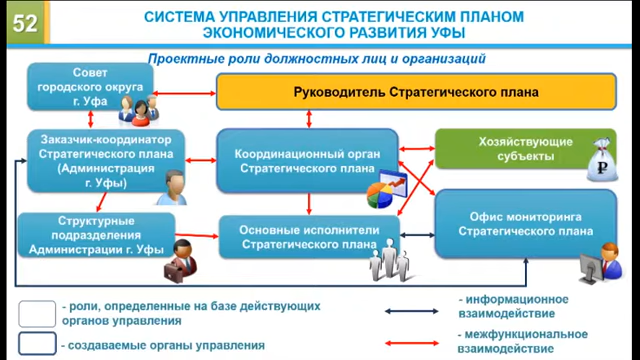 52
СИСТЕМА УПРАВЛЕНИЯ СТРАТЕГИЧЕСКИМ ПЛАНОМ
ЭКОНОМИЧЕСКОГО РАЗВИТИЯ УФЫ
Проектные роли должностных лиц и организаций
Совет
городского округа
г. Уфа
Руководитель Стратегического плана
Заказчик-координатор
Стратегического плана
(Администрация
г. Уфы)
Координационный орган
Стратегического плана
Хозяйствующие
субъекты
₽
Структурные
подразделения
Администрации г. Уфы
Основные исполнители
Стратегического плана
Офис мониторинга
Стратегического плана
- роли, определенные на базе действующих
органов управления
- создаваемые органы управления
- информационное
взаимодействие
- межфункциональное
взаимодействие